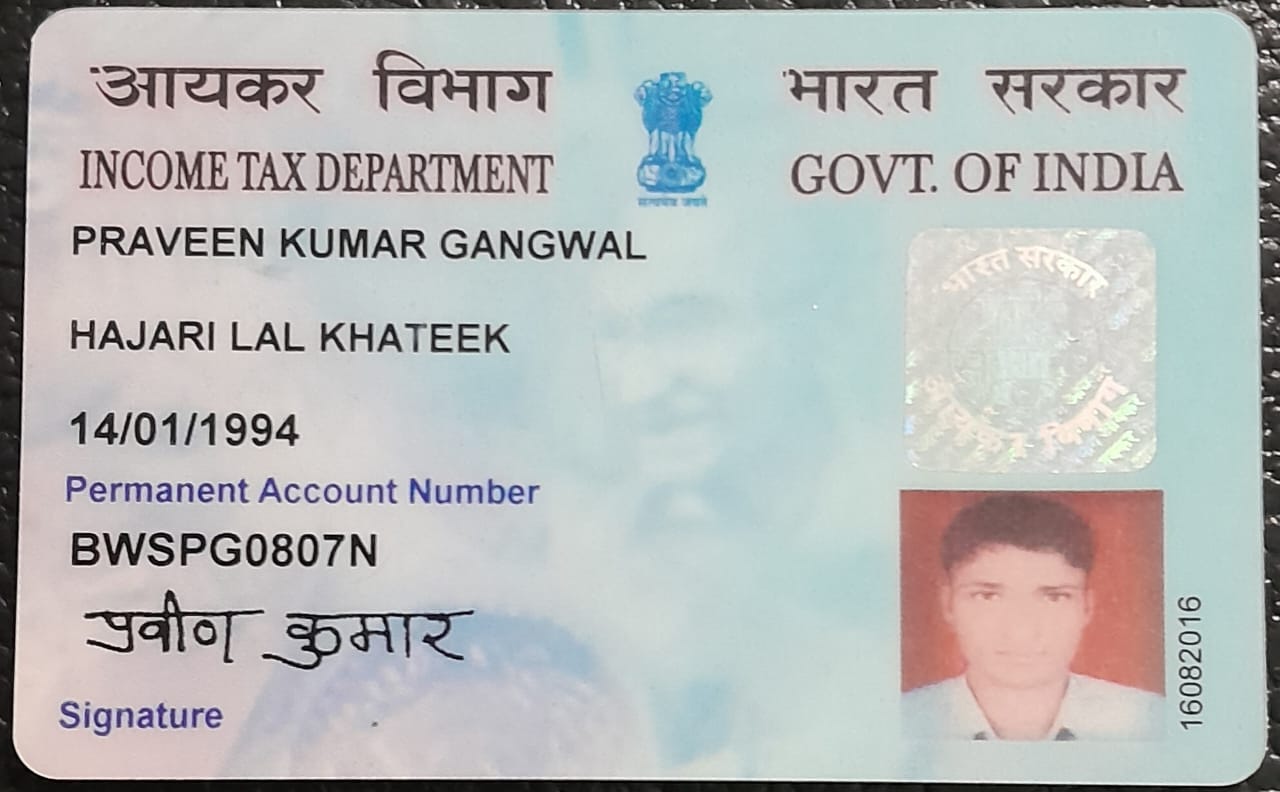 आयकर विभाग
भारत सरकार
INCOME TAX DEPARTMENT
GOVT. OF INDIA
सत्यमेव जयते
PRAVEEN KUMAR GANGWAL
HAJARI LAL KHATEEK
14/01/1994
Permanent Account Number
BWSPG0807N
प्रवीण कुमार
Signature
भारत सरकार
आयकर विभाग
16082016